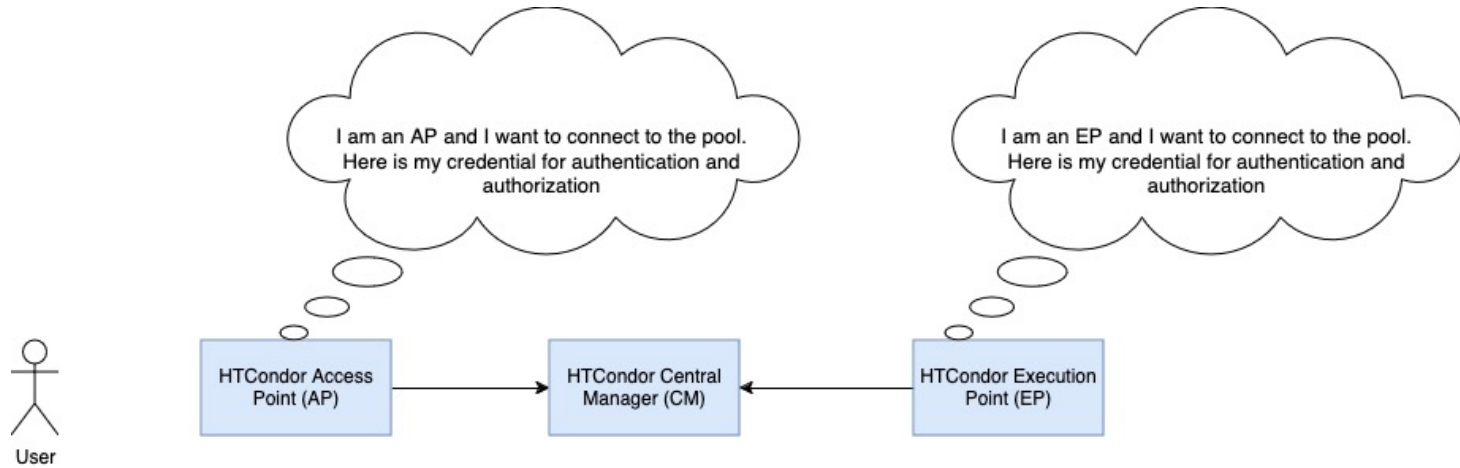 I am an AP and I want to connect to the pool.
Here is my credential for authentication and
authorization
I am an EP and I want to connect to the pool.
Here is my credential for authentication and
authorization
HTCondor Access
Point (AP)
HTCondor Central
Manager (CM)
HTCondor Execution
Point (EP)
User